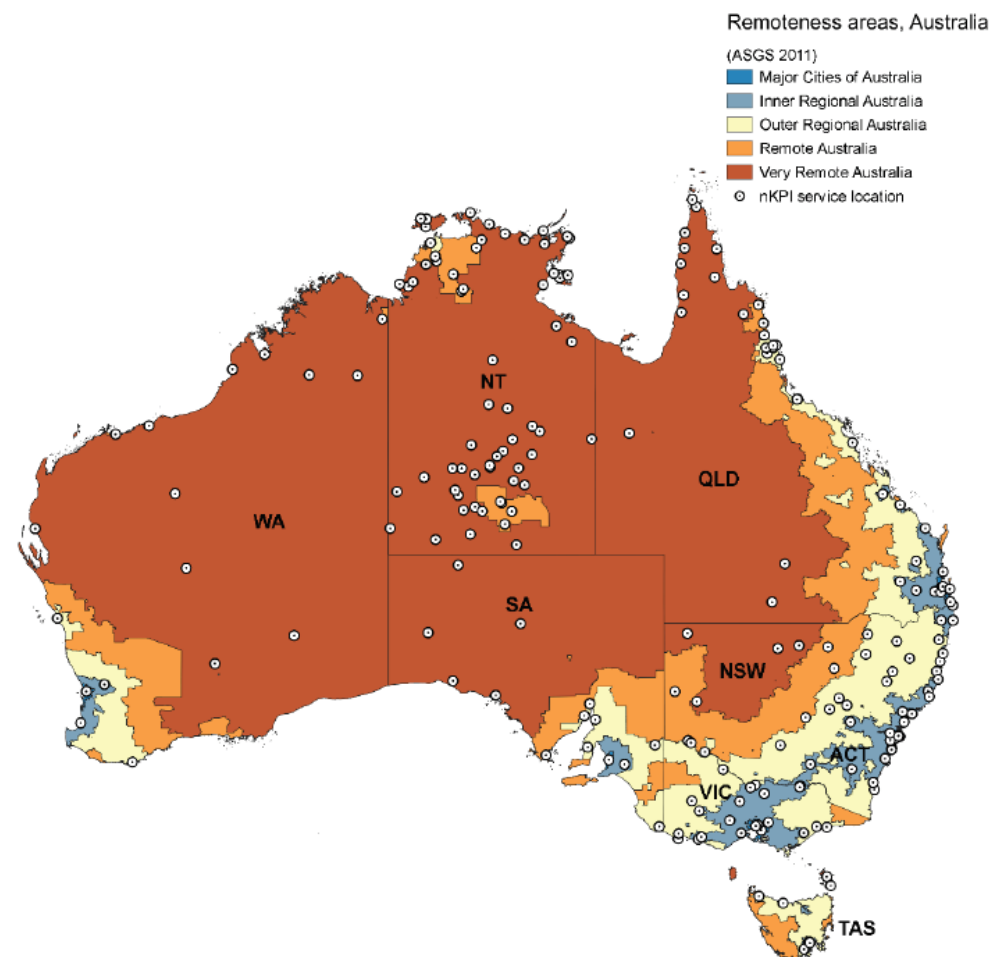 Remoteness areas, Australia
(ASGS 2011)
Major Cities of Australia
Inner Regional Australia
Outer Regional Australia
Remote Australia
Very Remote Australia
nKPI service location
NT
QLD
WA
SA
NSW
ACT
VIC
TAS